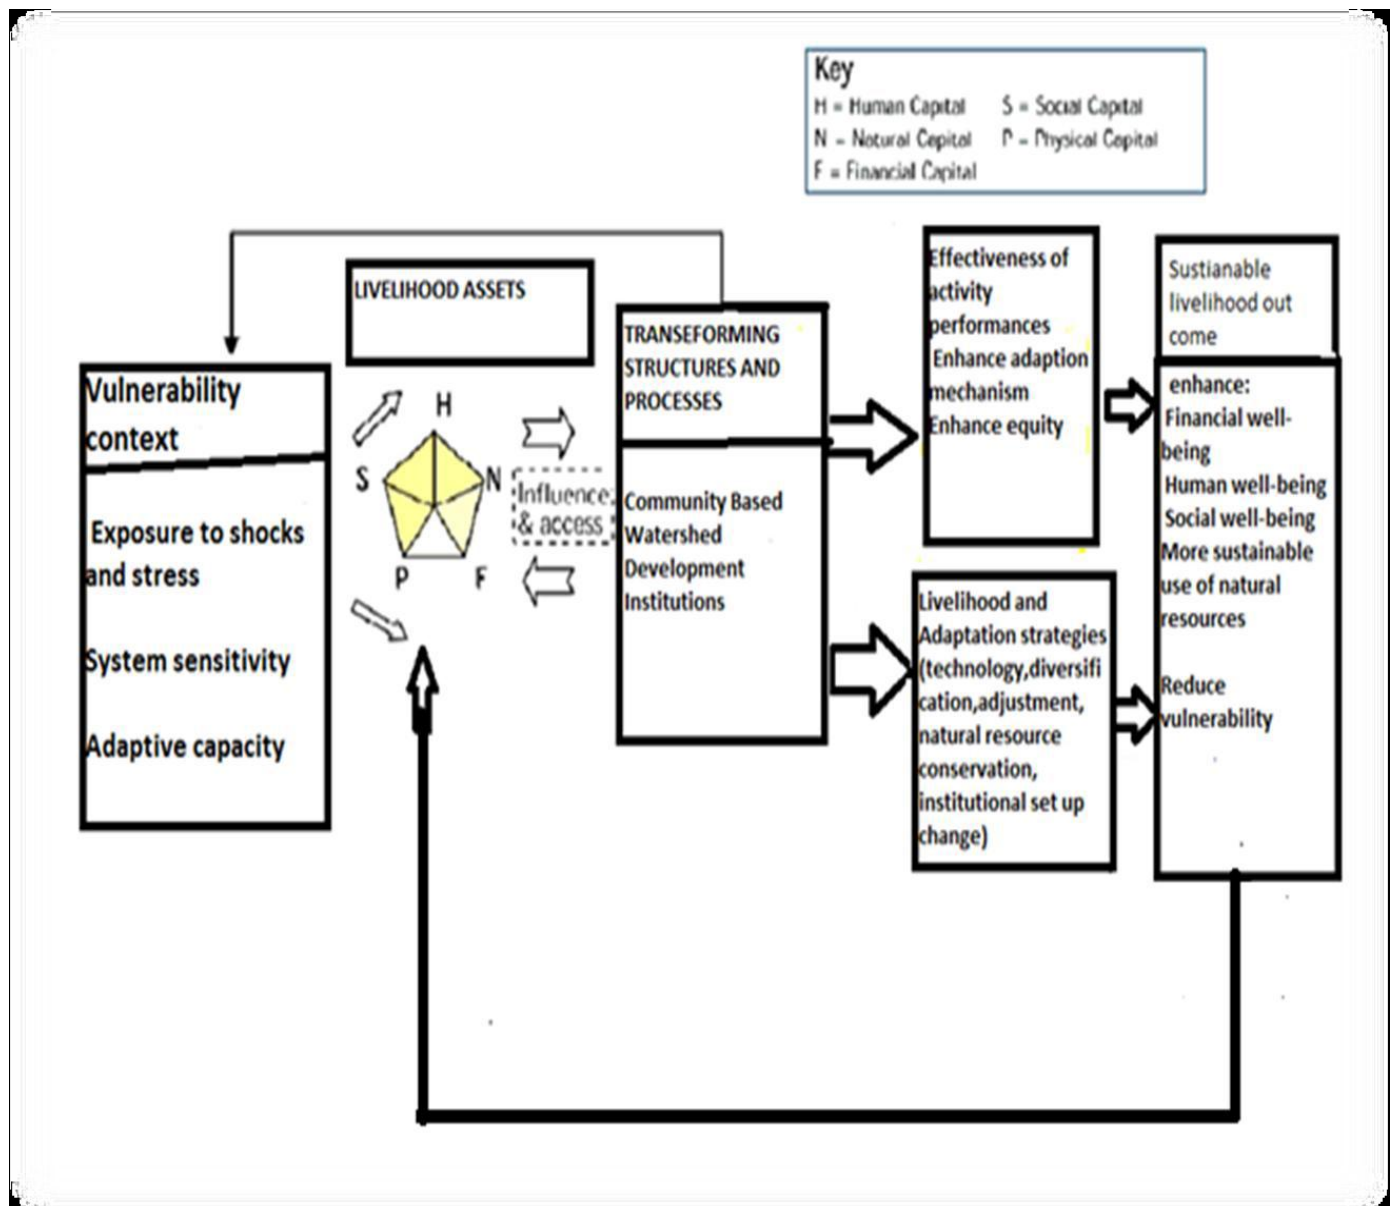 Key
H = Human Capital S = Social Capital
N - Natural Capital P - Physical Capital
F = Financial Capital
LIVELIHOOD ASSETS
Vulnerability
context
Exposure to shocks
and stress
System sensitivity
Adaptive capacity
H
S
N
P
F
Influence
& access
TRANSEFORMING
STRUCTURES AND
PROCESSES
Community Based
Watershed
Development
Institutions
Effectiveness of
activity
performances
Enhance adaption
mechanism
Enhance equity
Livelihood and
Adaptation strategies
(technology,diversifi
cation,adjustment,
natural resource
conservation,
institutional set up
change)
Sustianable
livelihood out
come
enhance:
Financial well-
being
Human well-being
Social well-being
More sustainable
use of natural
resources
Reduce
vulnerability